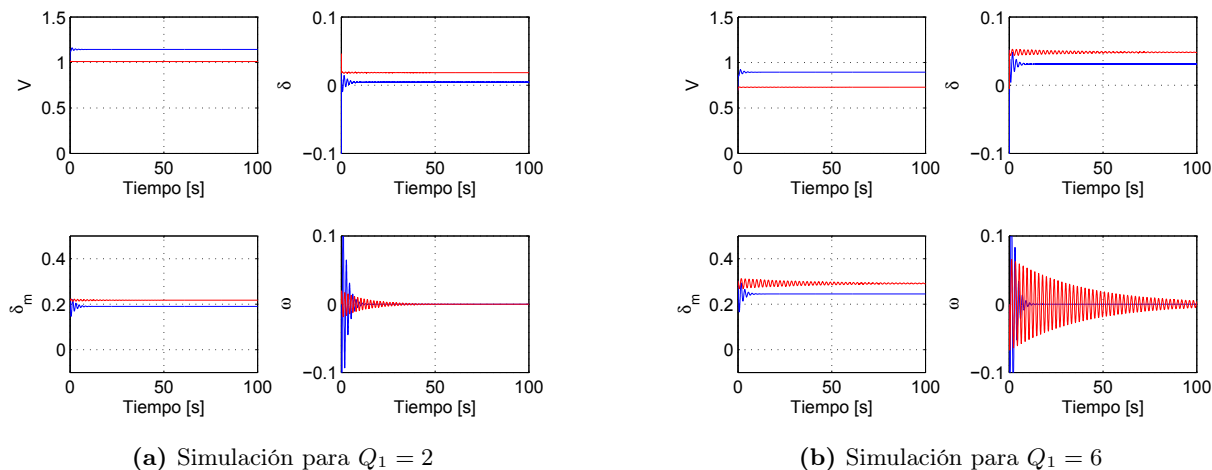 1.5
1
0.5
0
V
0 50 100
Tiempo [s]
0.1
0
−0.1
δ
0 50 100
Tiempo [s]
0.4
0.2
0
δm
0 50 100
Tiempo [s]
0.1
0
−0.1
ω
0 50 100
Tiempo [s]
(a) Simulación para Q1 = 2
1.5
1
0.5
0
V
0 50 100
Tiempo [s]
0.1
0
−0.1
δ
0 50 100
Tiempo [s]
0.4
0.2
0
δm
0 50 100
Tiempo [s]
0.1
0
−0.1
ω
0 50 100
Tiempo [s]
(b) Simulación para Q1 = 6